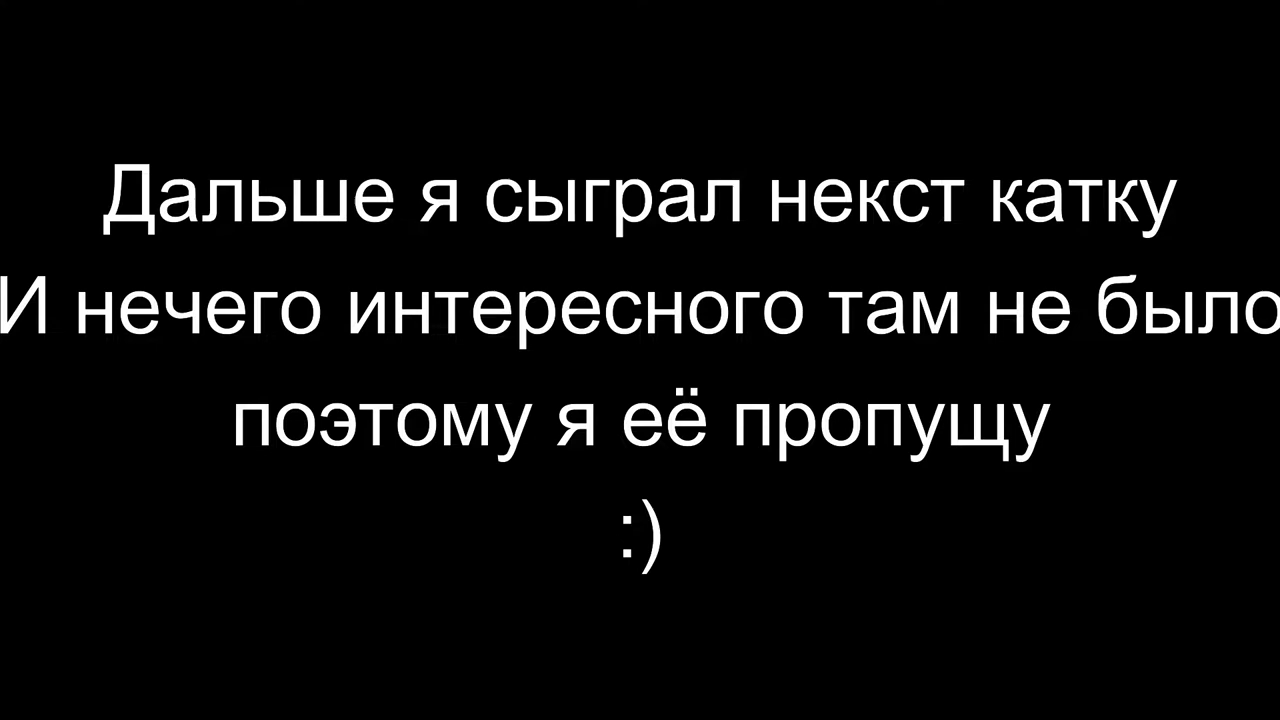 Дальше я сыграл некст катку
И нечего интересного там не было
поэтому я её пропущу
:)